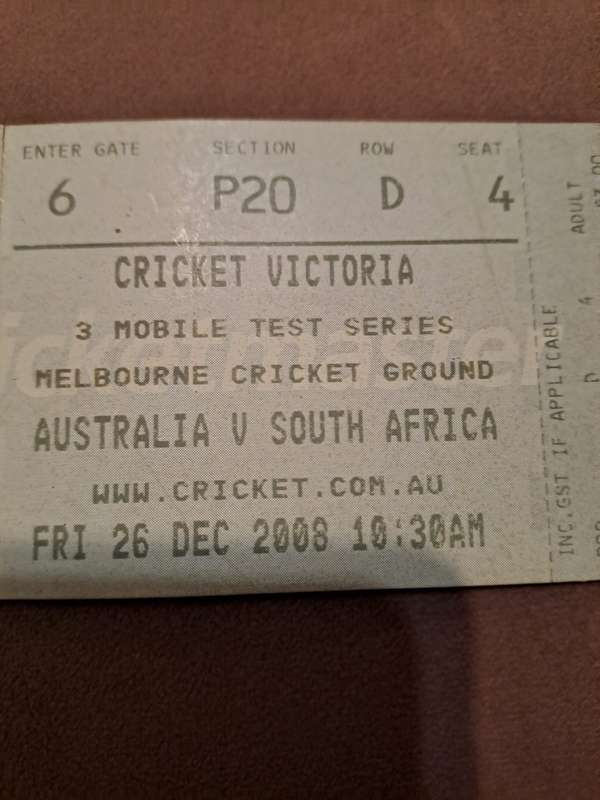 ENTER GATE SECTION ROW SEAT
6 P20 D 4
CRICKET VICTORIA
3 MOBILE TEST SERIES
MELBOURNE CRICKET GROUND
AUSTRALIA V SOUTH AFRICA
WWW.CRICKET.COM.AU
FRI 26 DEC 2008 10:30AM
INC.GST IF APPLICABLE
ADULT
4
D